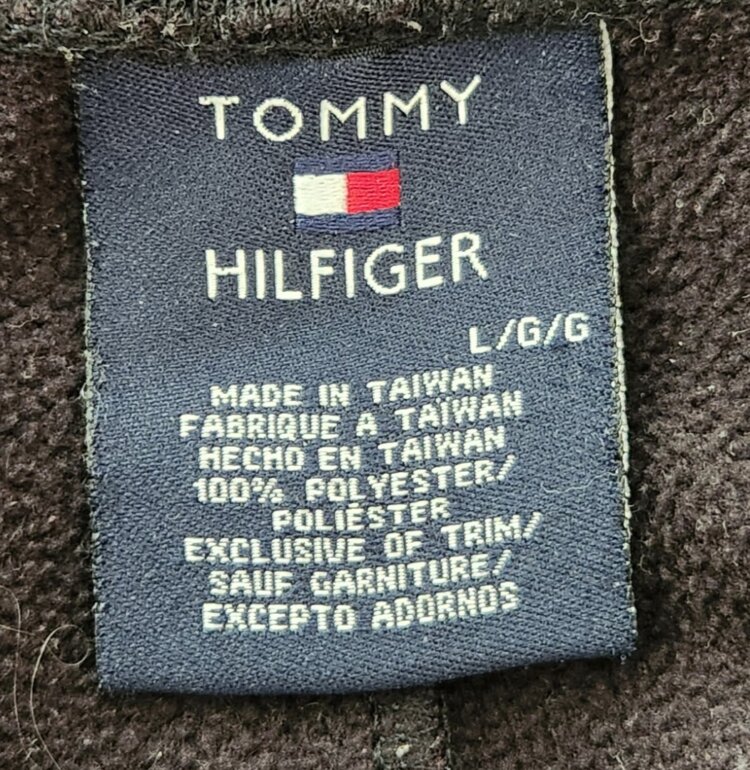 TOMMY
HILFIGER
L/G/G
MADE IN TAIWAN
FABRIQUE A TAIWAN
HECHO EN TAIWAN
100% POLYESTER/
POLIÉSTER
EXCLUSIVE OF TRIM/
SAUF GARNITURE/
EXCEPTO ADORNOS